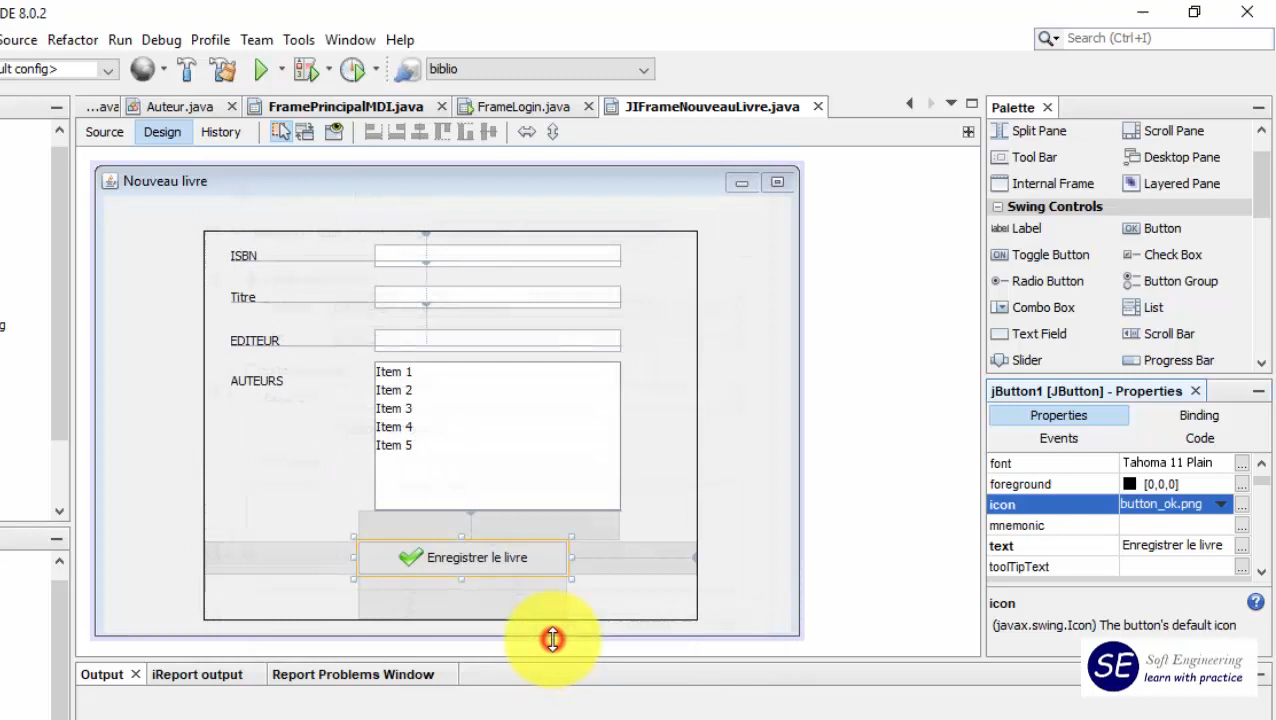 DE 8.0.2
Source Refactor Run Debug Profile Team Tools Window Help
Search (Ctrl+I)
ult config>
biblio
...ava Auteur.java FramePrincipalMDI.java FrameLogin.java JIFrameNouveauLivre.java
Palette
Source Design History
Split Pane Scroll Pane
Tool Bar Desktop Pane
Internal Frame Layered Pane
Swing Controls
label Label OK Button
ON Toggle Button Check Box
Radio Button Button Group
Combo Box List
Text Field Scroll Bar
Slider Progress Bar
Nouveau livre
ISBN
Titre
EDITEUR
AUTEURS
Item 1
Item 2
Item 3
Item 4
Item 5
Enregistrer le livre
jButton1 [JButton] - Properties
Properties Binding
Events Code
font Tahoma 11 Plain ...
foreground [0,0,0] ...
icon button_ok.png ...
mnemonic ...
text Enregistrer le livre ...
toolTipText ...
icon
(javax.swing.Icon) The button's default icon
g
Output iReport output Report Problems Window
SE Soft Engineering
learn with practice